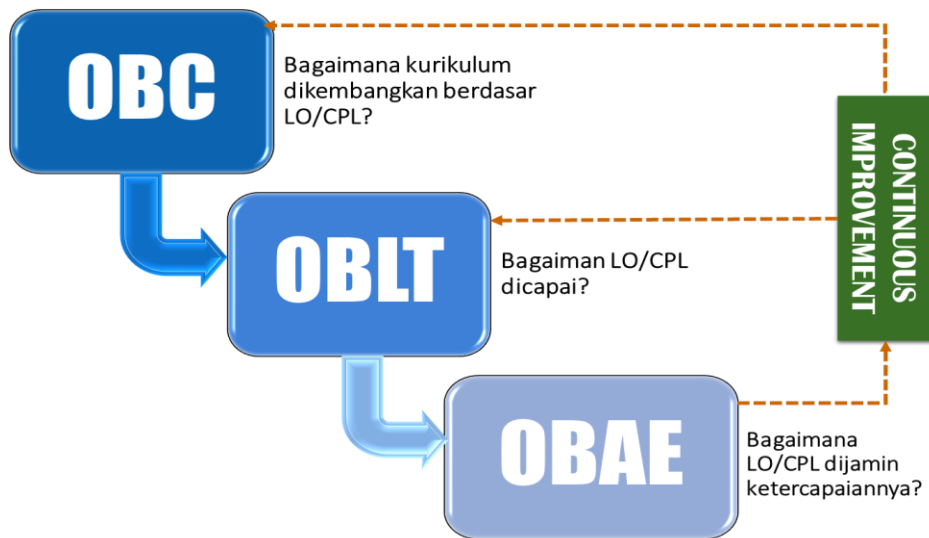 OBC
Bagaimana kurikulum
dikembangkan berdasar
LO/CPL?
OBLT
Bagaiman LO/CPL
dicapai?
OBAE
Bagaimana
LO/CPL dijamin
ketercapaiannya?
CONTINUOUS
IMPROVEMENT